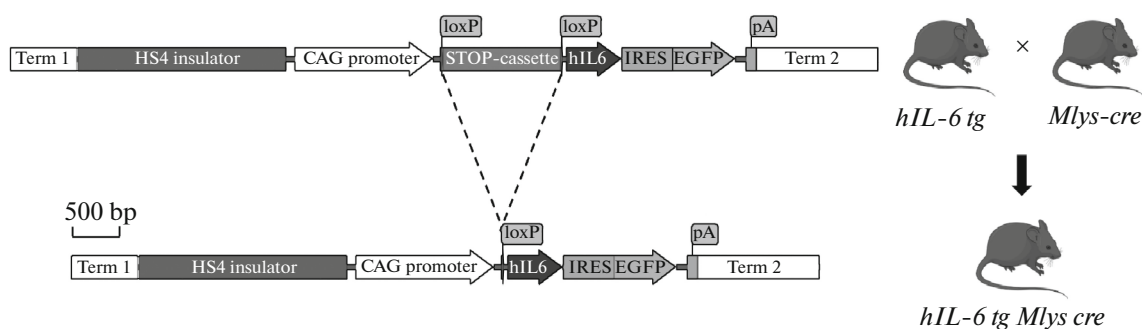 loxP loxP pA
Term 1 HS4 insulator CAG promoter STOP-cassette hIL6 IRES EGFP Term 2
×
hIL-6 tg Mlys-cre
500 bp
loxP pA
Term 1 HS4 insulator CAG promoter hIL6 IRES EGFP Term 2
hIL-6 tg Mlys cre